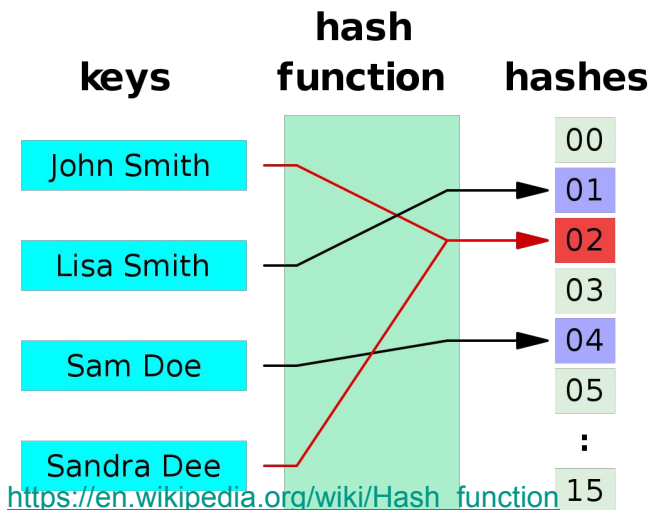 keys
hash
function
hashes
John Smith
Lisa Smith
Sam Doe
Sandra Dee
00
01
02
03
04
05
:
15
https://en.wikipedia.org/wiki/Hash_function